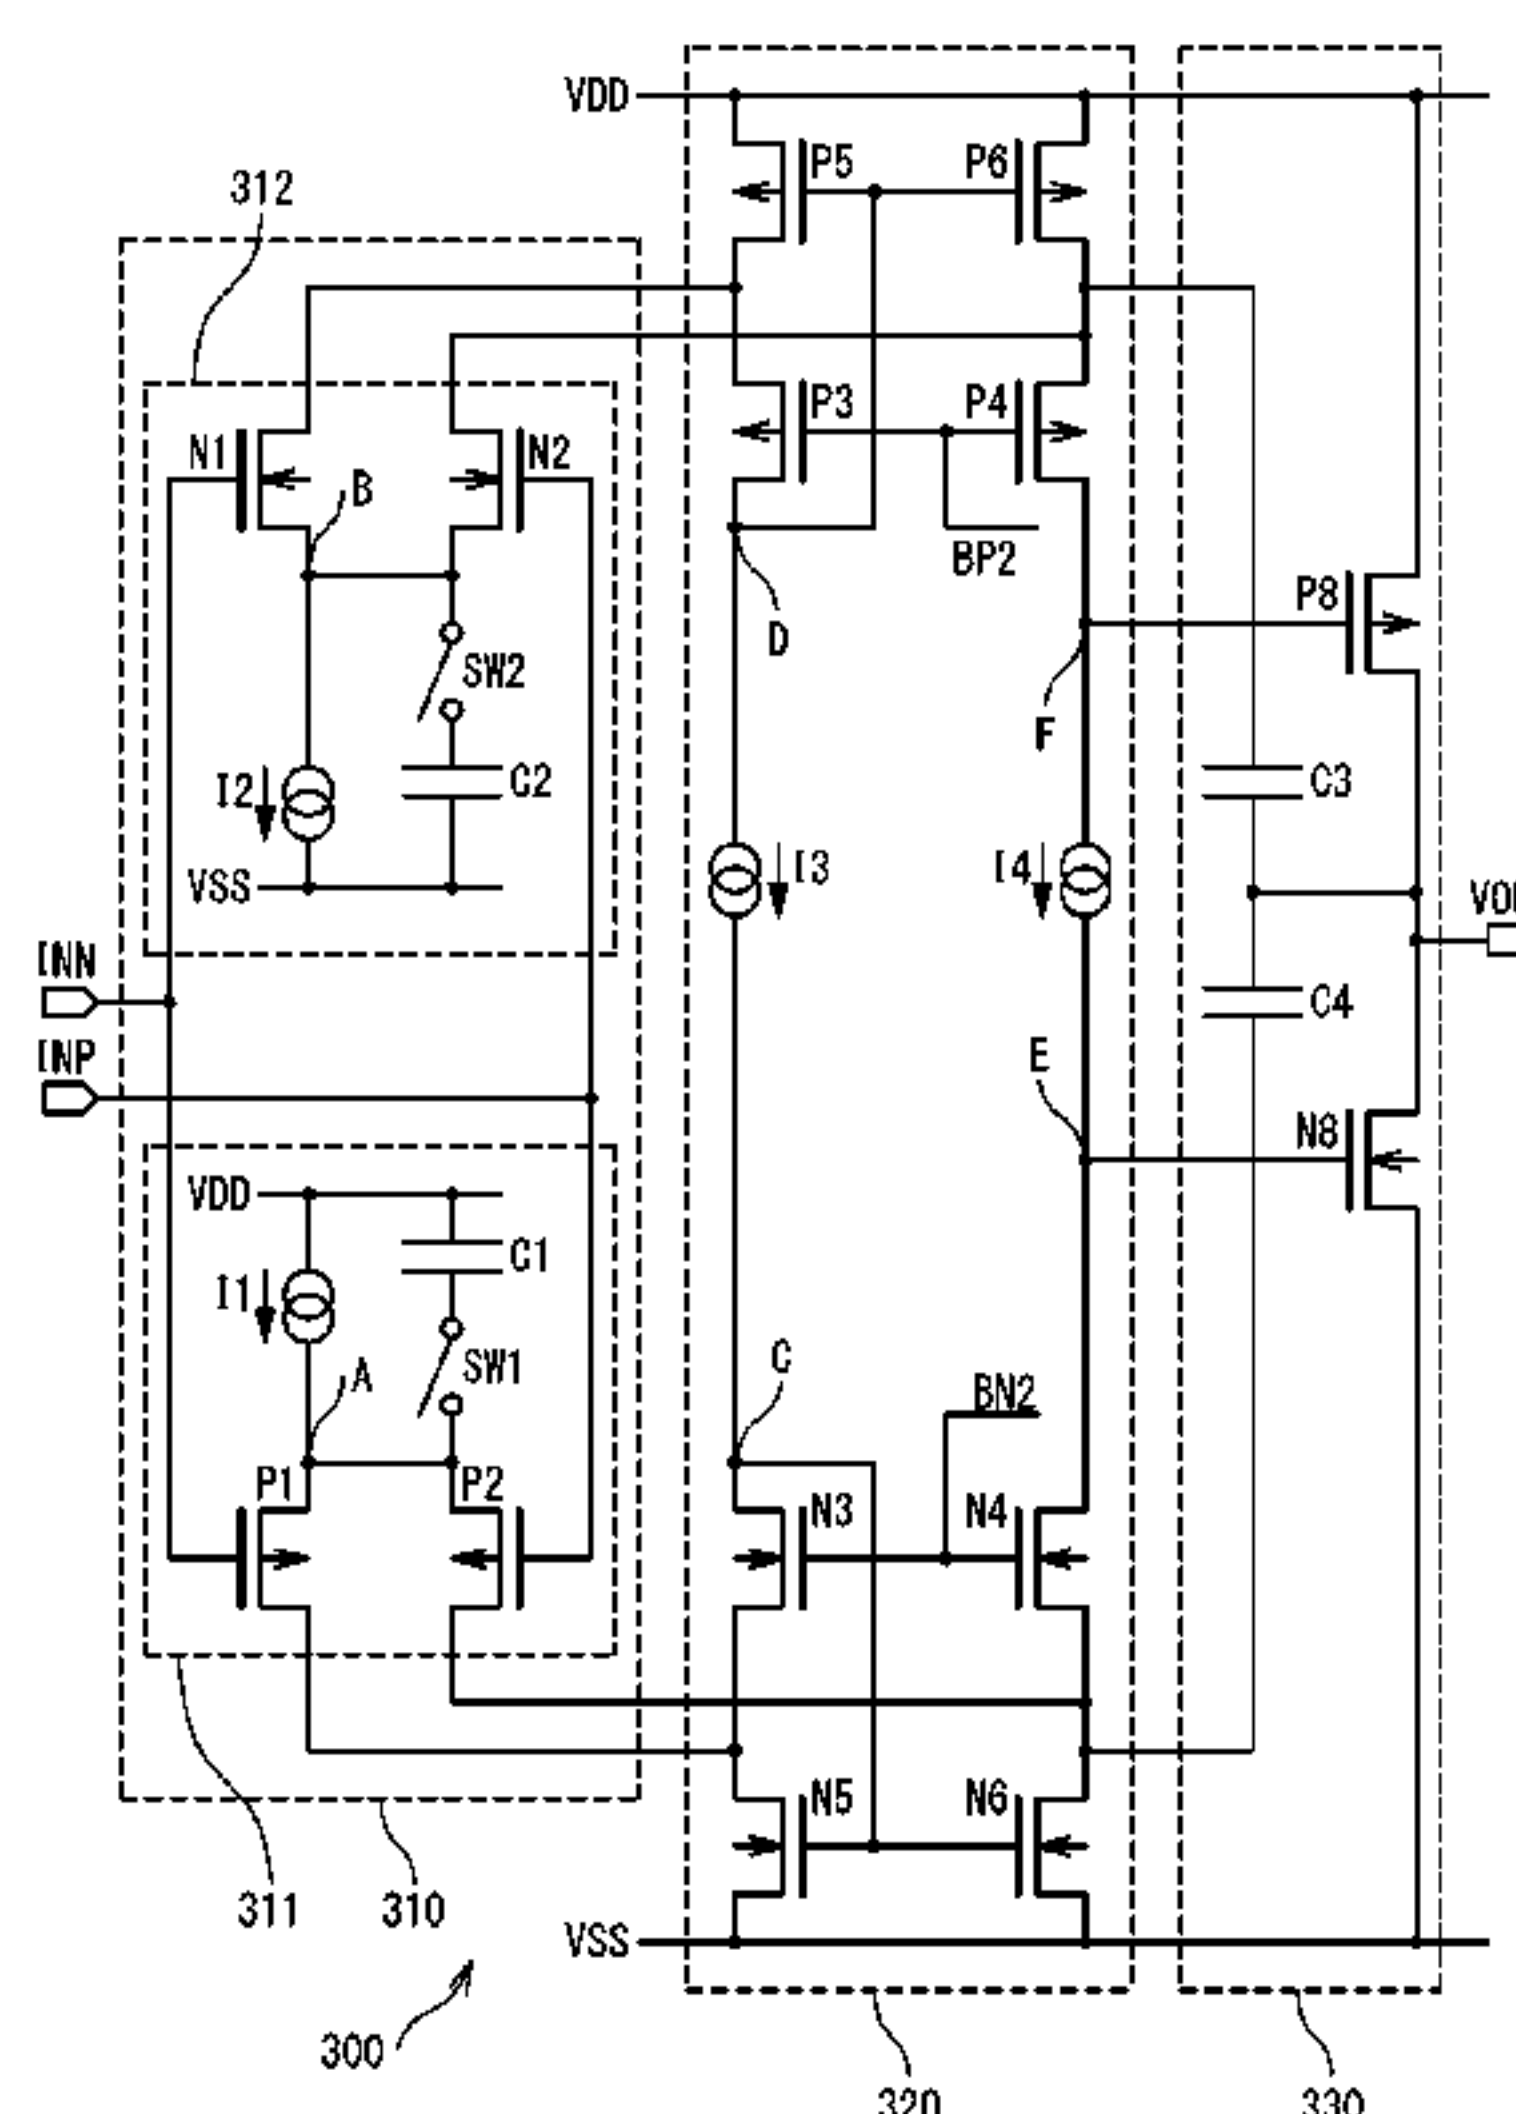 VDD
P5
P6
312
P3
P4
N1
N2
B
BP2
D
P8
SW2
F
I2
C2
C3
I3
I4
VSS
INN
C4
INP
E
N8
VDD
C1
I1
SW1
A
C
BN2
P1
P2
N3
N4
N5
N6
311
310
VSS
300
320
330